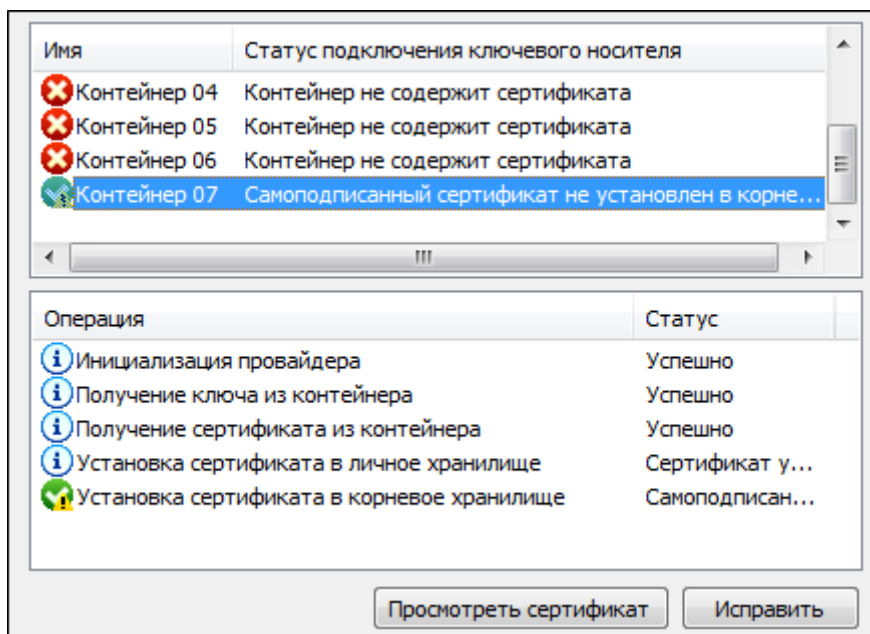 Имя Статус подключения ключевого носителя
Контейнер 04 Контейнер не содержит сертификата
Контейнер 05 Контейнер не содержит сертификата
Контейнер 06 Контейнер не содержит сертификата
Контейнер 07 Самоподписанный сертификат не установлен в корне...
Операция Статус
Инициализация провайдера Успешно
Получение ключа из контейнера Успешно
Получение сертификата из контейнера Успешно
Установка сертификата в личное хранилище Сертификат у...
Установка сертификата в корневое хранилище Самоподписан...
Просмотреть сертификат Исправить